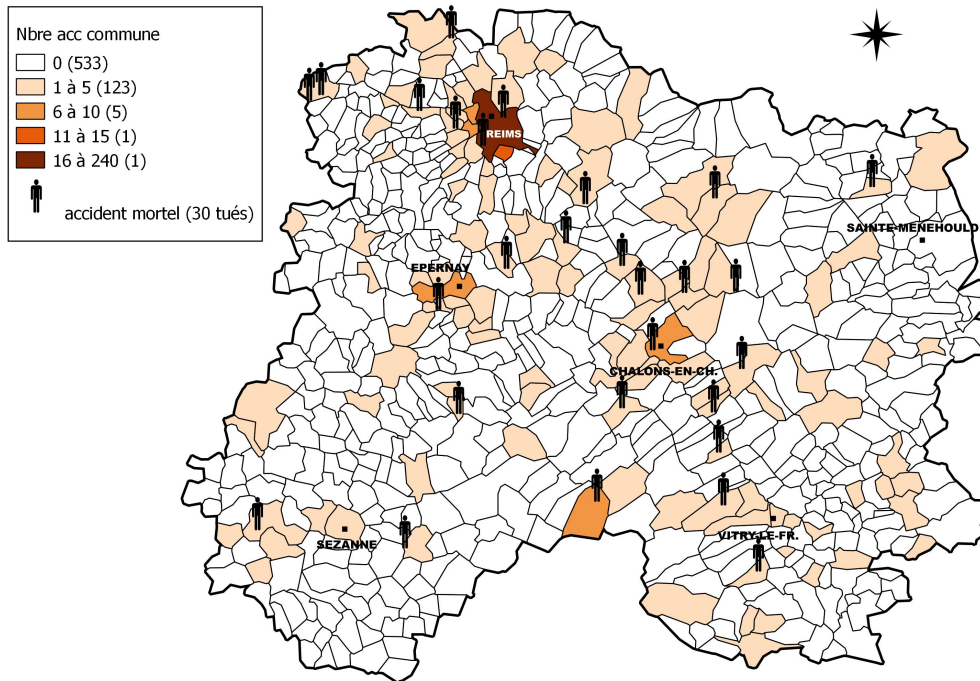 Nbre acc commune
0 (533)
1 à 5 (123)
6 à 10 (5)
11 à 15 (1)
16 à 240 (1)
accident mortel (30 tués)
REIMS
SAINTE-MENEHOULD
EPERNAY
CHALONS-EN-CH.
SEZANNE
VITRY-LE-FR.